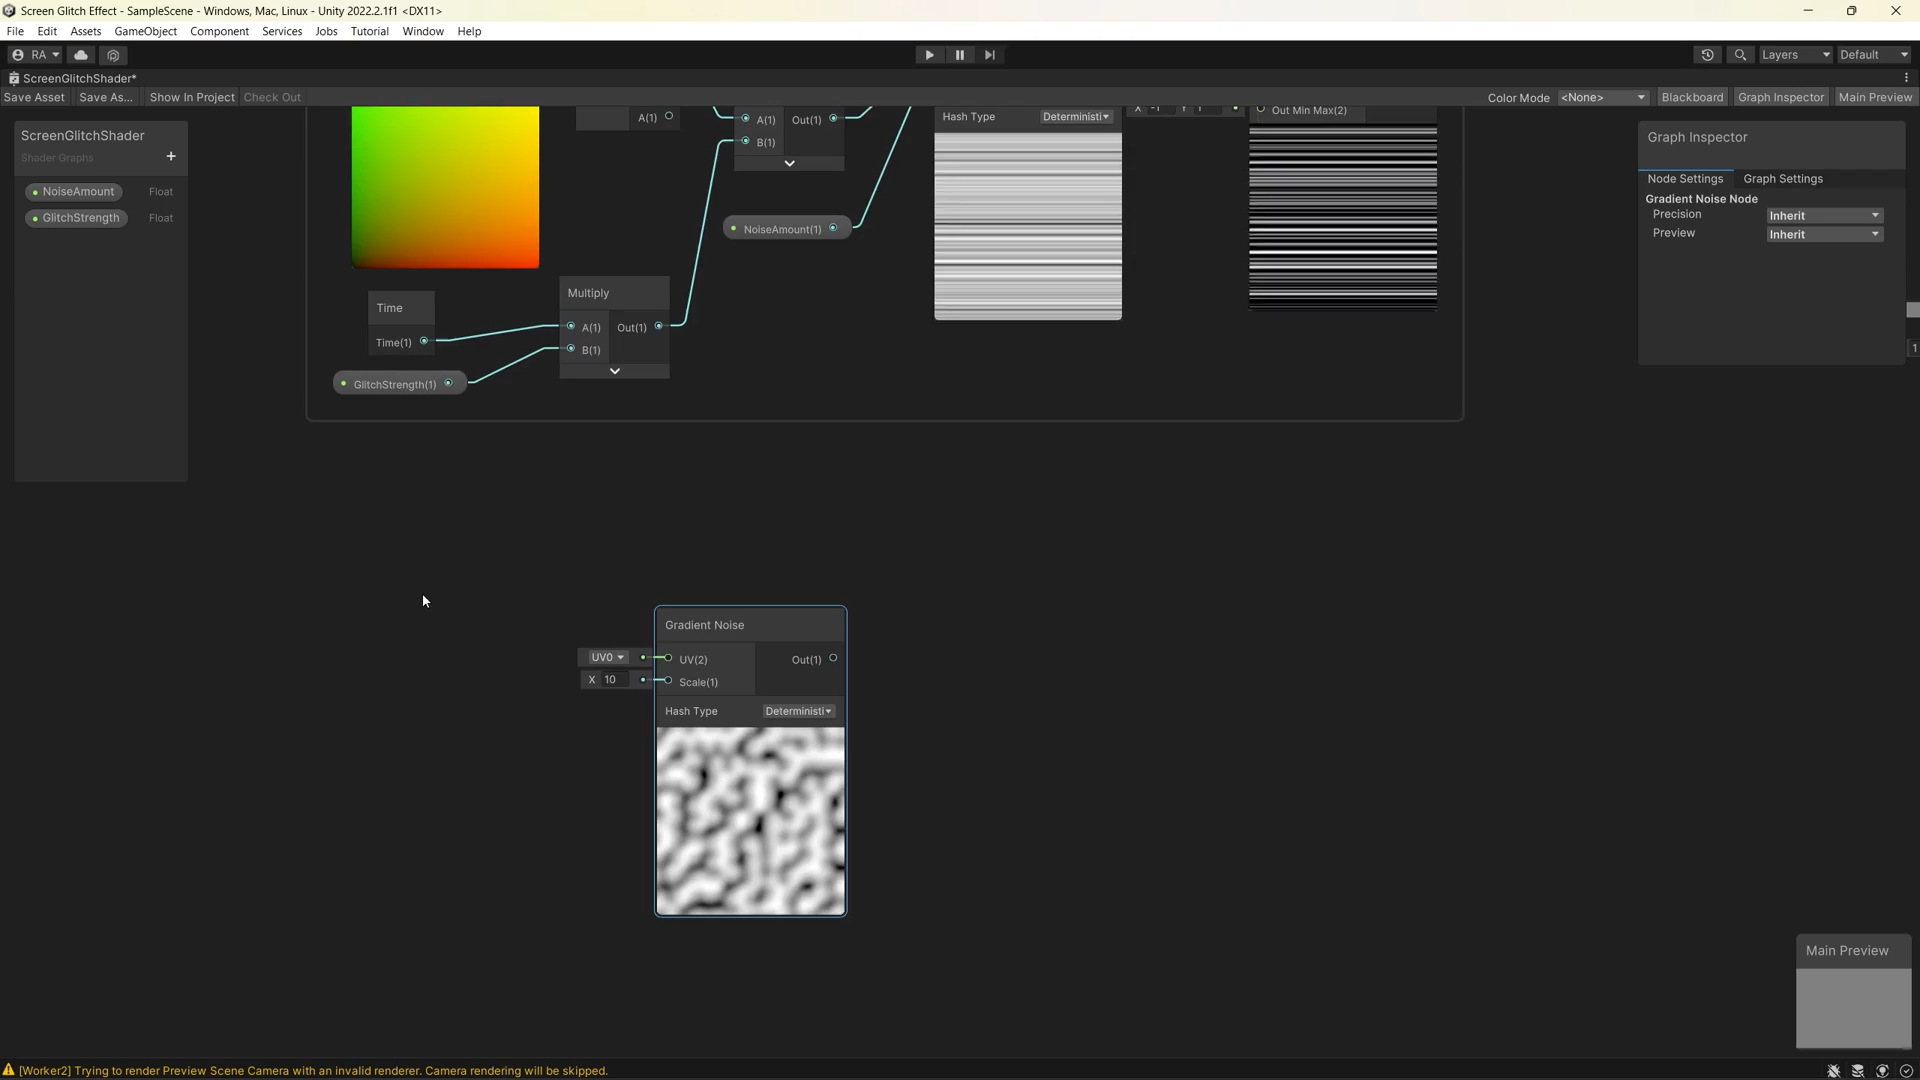 Screen Glitch Effect - SampleScene - Windows, Mac, Linux - Unity 2022.2.1f1 <DX11>
File Edit Assets GameObject Component Services Jobs Tutorial Window Help
RA Layers Default
ScreenGlitchShader*
Save Asset Save As... Show In Project Check Out Color Mode <None> Blackboard Graph Inspector Main Preview
ScreenGlitchShader
Shader Graphs
+
NoiseAmount Float
GlitchStrength Float
A(1)
A(1) Out(1)
B(1)
NoiseAmount(1)
Time
Time(1)
GlitchStrength(1)
Multiply
A(1) Out(1)
B(1)
Hash Type Deterministi
X -1 Y 1
Out Min Max(2)
Graph Inspector
Node Settings Graph Settings
Gradient Noise Node
Precision Inherit
Preview Inherit
1
Gradient Noise
UV0 UV(2) Out(1)
X 10 Scale(1)
Hash Type Deterministi
Main Preview
[Worker2] Trying to render Preview Scene Camera with an invalid renderer. Camera rendering will be skipped.